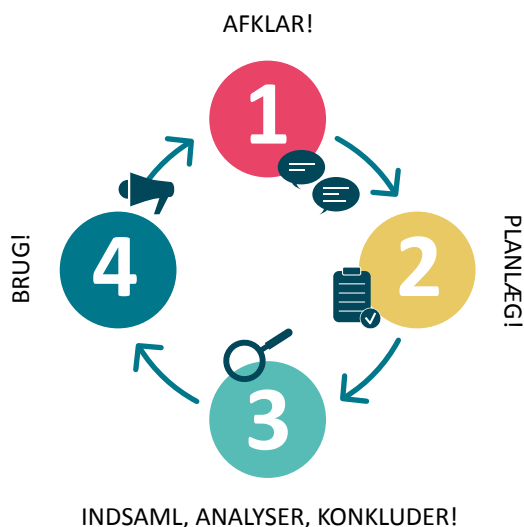 AFKLAR!
1
2
PLANLÆG!
3
INDSAML, ANALYSER, KONKLUDER!
4
BRUG!